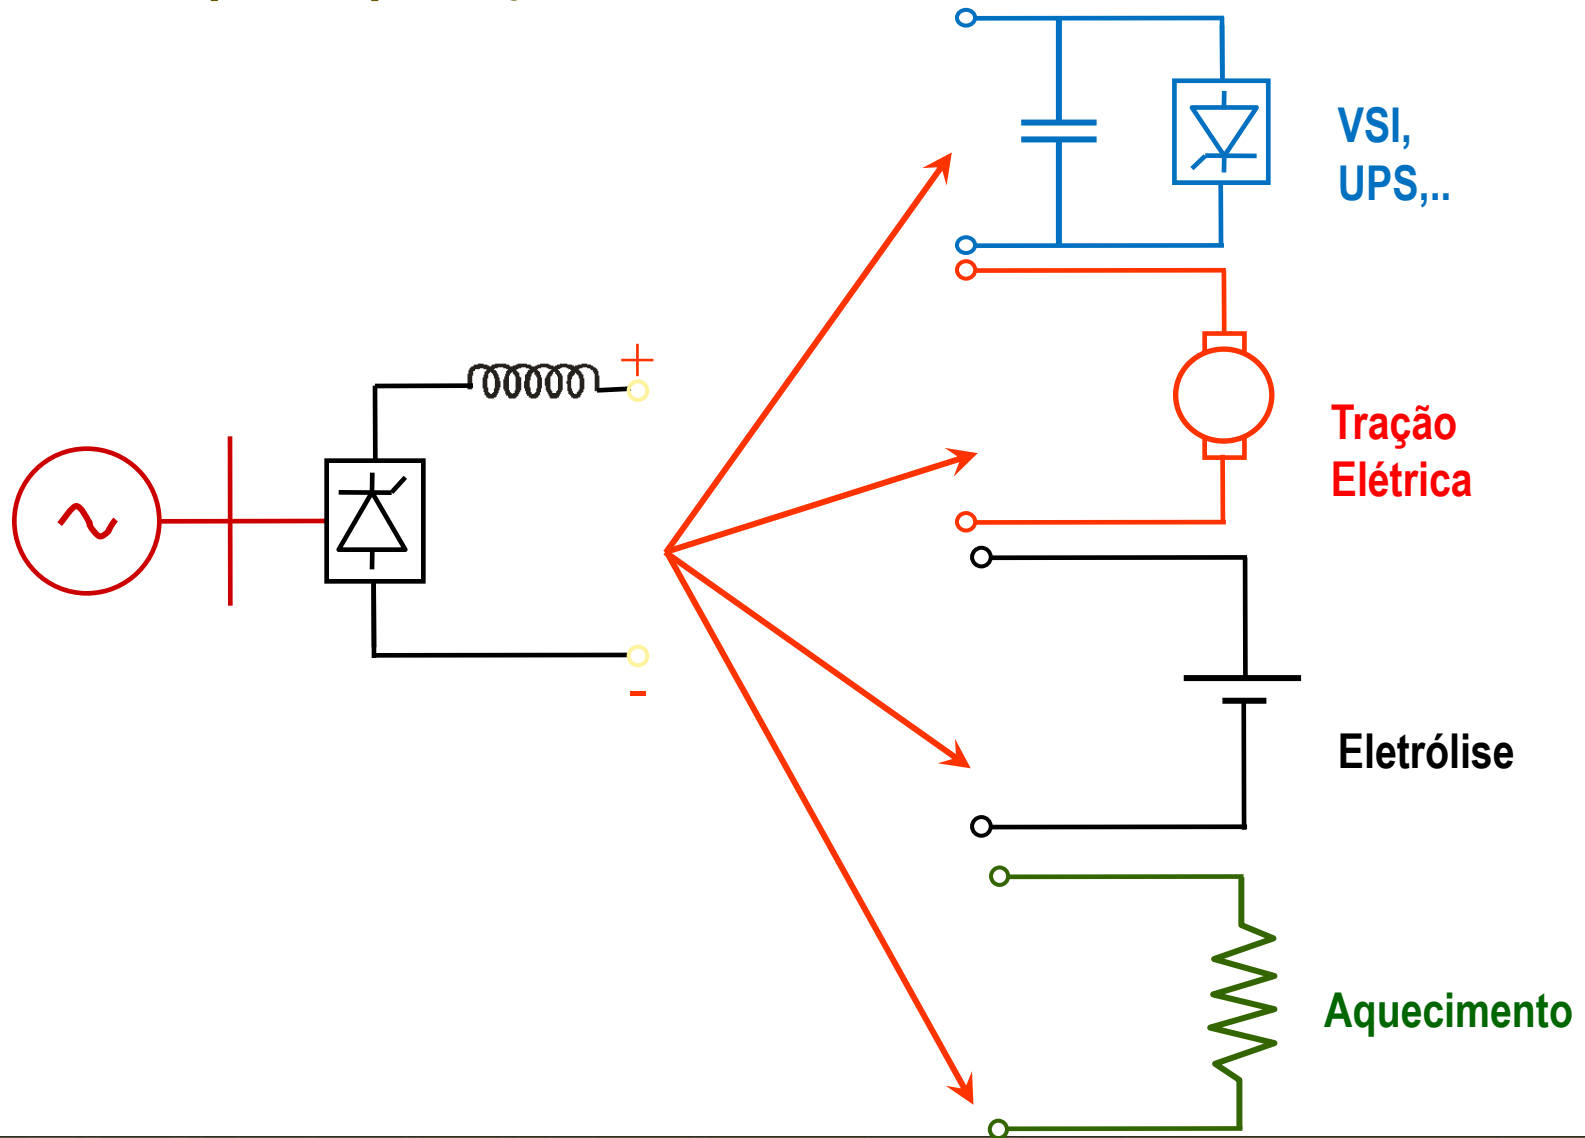 VSI,
UPS,..
+
Tração
Elétrica
-
Eletrólise
Aquecimento